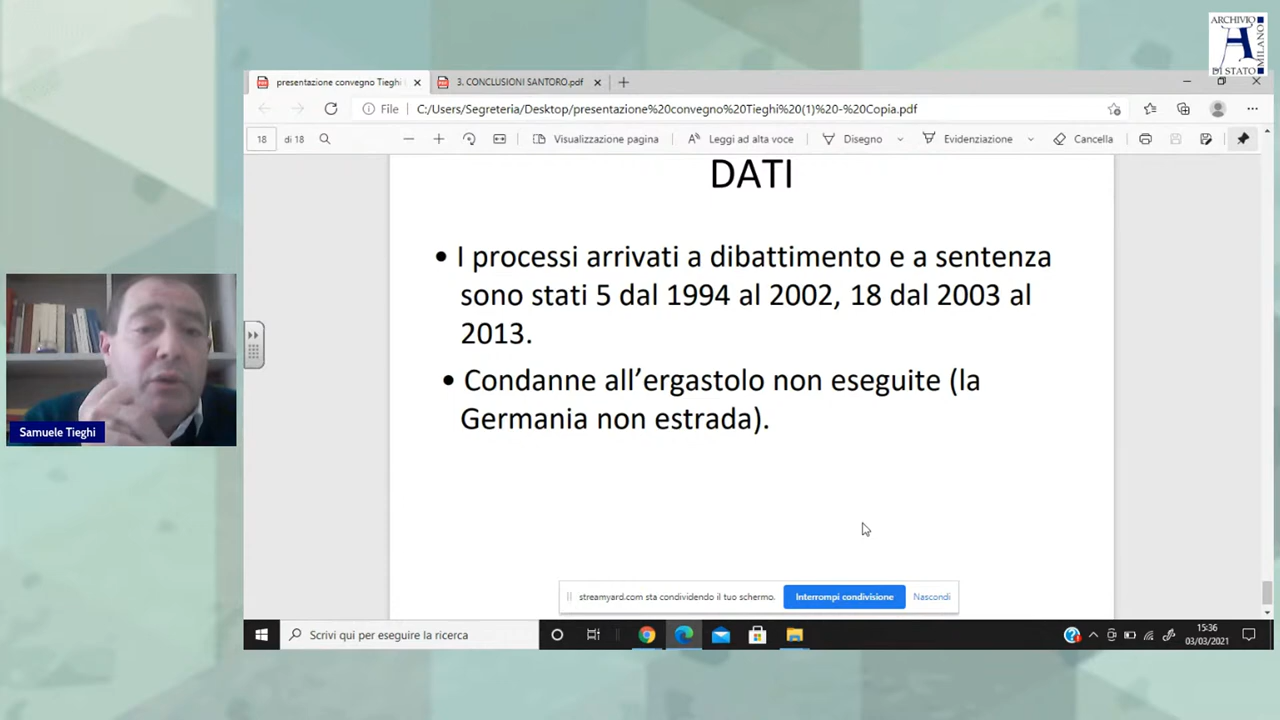 ARCHIVIO
DI STATO
MILANO
presentazione convegno Tieghi
3. CONCLUSIONI SANTORO.pdf
File
C:/Users/Segreteria/Desktop/presentazione%20convegno%20Tieghi%20(1)%20-%20Copia.pdf
18 di 18
Visualizzazione pagina
Leggi ad alta voce
Disegno
Evidenziazione
Cancella
DATI
• I processi arrivati a dibattimento e a sentenza
sono stati 5 dal 1994 al 2002, 18 dal 2003 al
2013.
• Condanne all’ergastolo non eseguite (la
Germania non estrada).
Samuele Tieghi
streamyard.com sta condividendo il tuo schermo.
Interrompi condivisione
Nascondi
Scrivi qui per eseguire la ricerca
15:36
03/03/2021